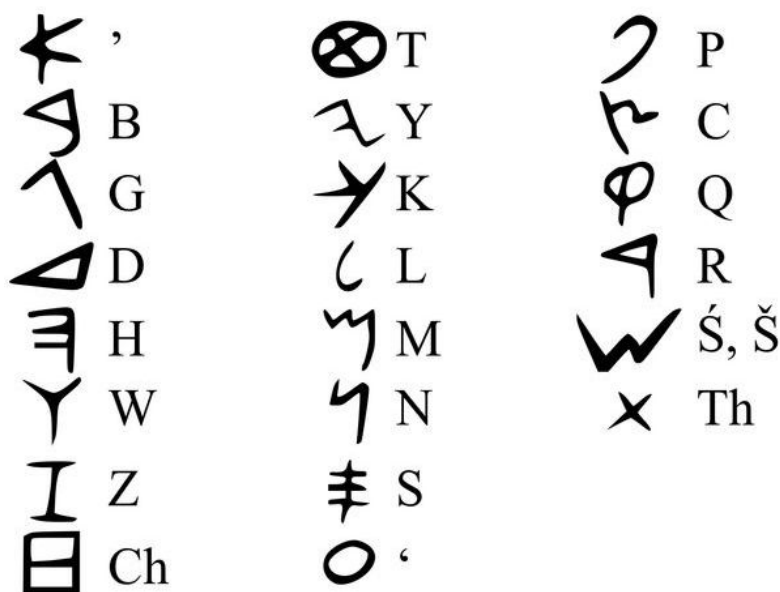 𐤀 ’
𐤁 B
𐤂 G
𐤃 D
𐤄 H
𐤅 W
𐤆 Z
𐤇 Ch
𐤈 T
𐤉 Y
𐤊 K
𐤋 L
𐤌 M
𐤍 N
𐤎 S
𐤏 ‘
𐤐 P
𐤑 C
𐤒 Q
𐤓 R
𐤔 Ś, Š
𐤕 Th